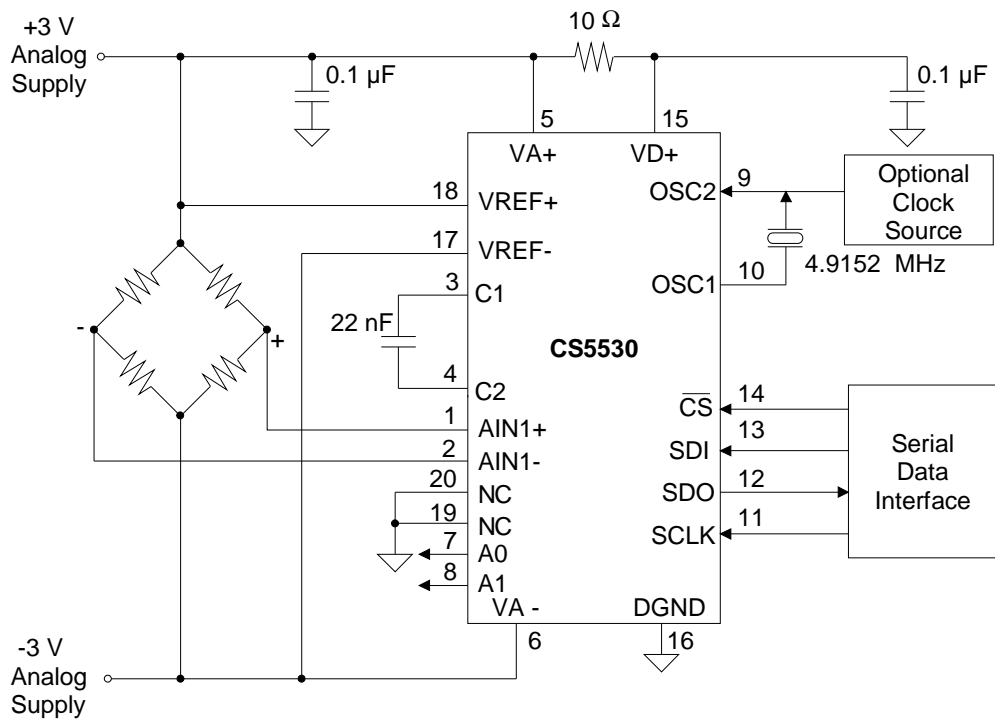 +3 V
Analog
Supply
10 Ω
0.1 µF
0.1 µF
5
15
VA+
VD+
18
VREF+
17
VREF-
3
C1
22 nF
4
C2
1
AIN1+
2
AIN1-
20
NC
19
NC
7
A0
8
A1
VA -
6
-
+
CS5530
OSC2
9
Optional
Clock
Source
4.9152 MHz
OSC1
10
CS
14
SDI
13
SDO
12
SCLK
11
Serial
Data
Interface
DGND
16
-3 V
Analog
Supply